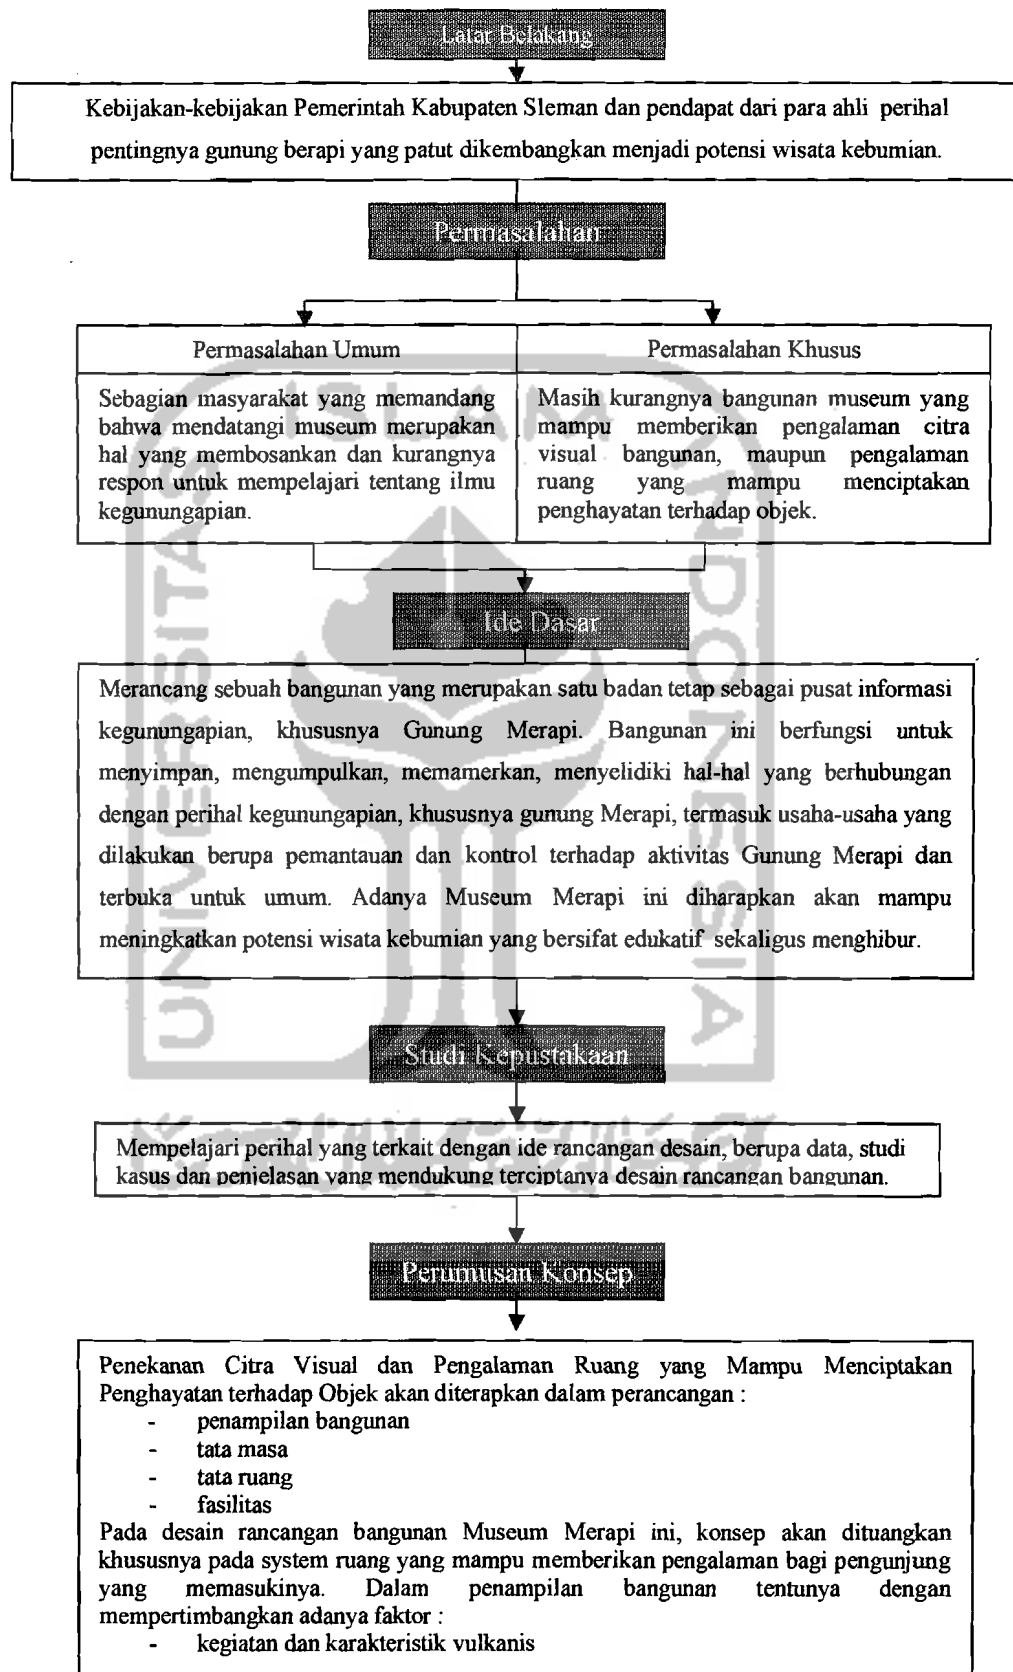 Latar Belakang
Kebijakan-kebijakan Pemerintah Kabupaten Sleman dan pendapat dari para ahli perihal
pentingnya gunung berapi yang patut dikembangkan menjadi potensi wisata kebumian.
Permasalahan
Permasalahan Umum
Sebagian masyarakat yang memandang
bahwa mendatangi museum merupakan
hal yang membosankan dan kurangnya
respon untuk mempelajari tentang ilmu
kegunungapian.
Permasalahan Khusus
Masih kurangnya bangunan museum yang
mampu memberikan pengalaman citra
visual bangunan, maupun pengalaman
ruang yang mampu menciptakan
penghayatan terhadap objek.
Ide Dasar
Merancang sebuah bangunan yang merupakan satu badan tetap sebagai pusat informasi
kegunungapian, khususnya Gunung Merapi. Bangunan ini berfungsi untuk
menyimpan, mengumpulkan, memamerkan, menyelidiki hal-hal yang berhubungan
dengan perihal kegunungapian, khususnya gunung Merapi, termasuk usaha-usaha yang
dilakukan berupa pemantauan dan kontrol terhadap aktivitas Gunung Merapi dan
terbuka untuk umum. Adanya Museum Merapi ini diharapkan akan mampu
meningkatkan potensi wisata kebumian yang bersifat edukatif sekaligus menghibur.
Studi Kepustakaan
Mempelajari perihal yang terkait dengan ide rancangan desain, berupa data, studi
kasus dan penjelasan yang mendukung terciptanya desain rancangan bangunan.
Perumusan Konsep
Penekanan Citra Visual dan Pengalaman Ruang yang Mampu Menciptakan
Penghayatan terhadap Objek akan diterapkan dalam perancangan :
- penampilan bangunan
- tata masa
- tata ruang
- fasilitas
Pada desain rancangan bangunan Museum Merapi ini, konsep akan dituangkan
khususnya pada system ruang yang mampu memberikan pengalaman bagi pengunjung
yang memasukinya. Dalam penampilan bangunan tentunya dengan
mempertimbangkan adanya faktor :
- kegiatan dan karakteristik vulkanis
UNIVERSITAS
ISLAM
INDONESIA